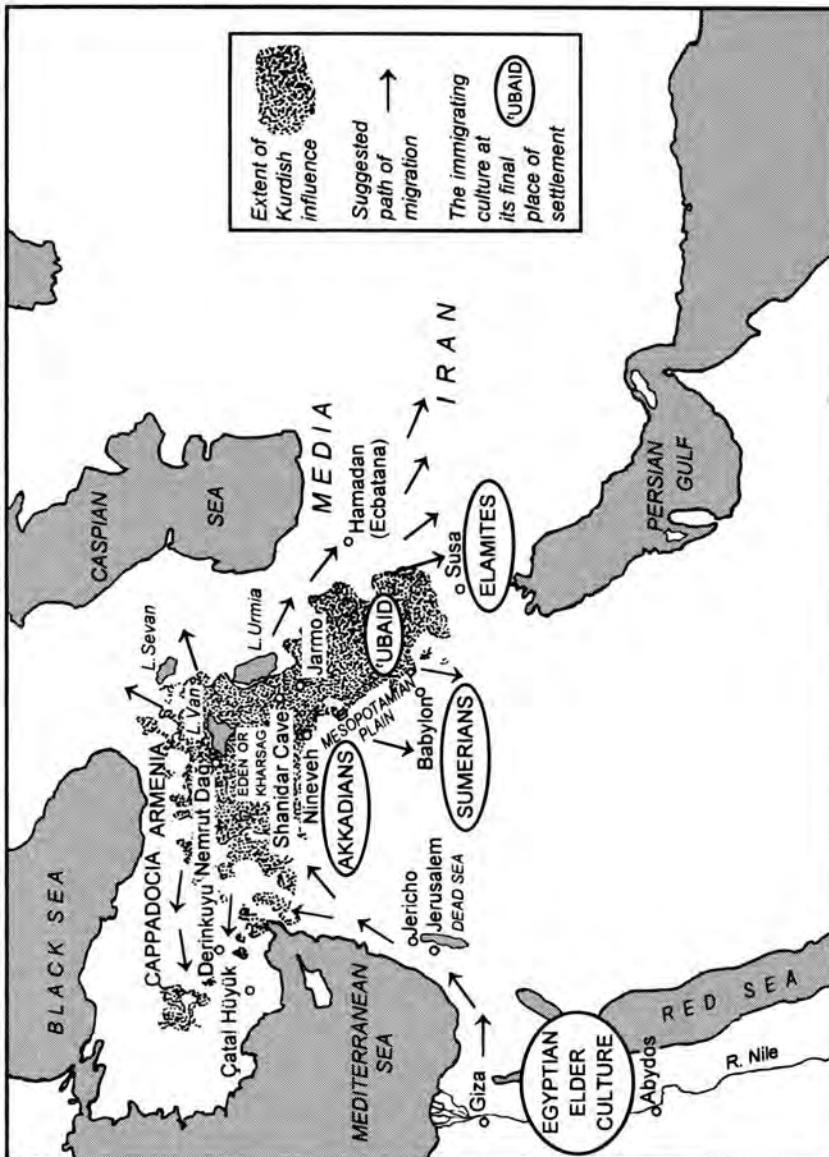 BLACK SEA
CASPIAN
SEA
MEDITERRANEAN
SEA
RED SEA
PERSIAN
GULF
DEAD SEA
R. Nile
L.Sevan
L.Van
L.Urmia
CAPPADOCIA
ARMENIA
Derinkuyu
Nemrut Dağ
Çatal Hüyük
EDEN OR
KHARSAG
Shanidar Cave
Nineveh
Jarmo
AKKADIANS
MESOPOTAMIAN
PLAIN
'UBAID
Babylon
SUMERIANS
MEDIA
Hamadan
(Ecbatana)
IRAN
Susa
ELAMITES
Jericho
Jerusalem
Giza
EGYPTIAN
ELDER
CULTURE
Abydos
Extent of
Kurdish
influence
Suggested
path of
migration
The immigrating
culture at
its final
place of
settlement
'UBAID